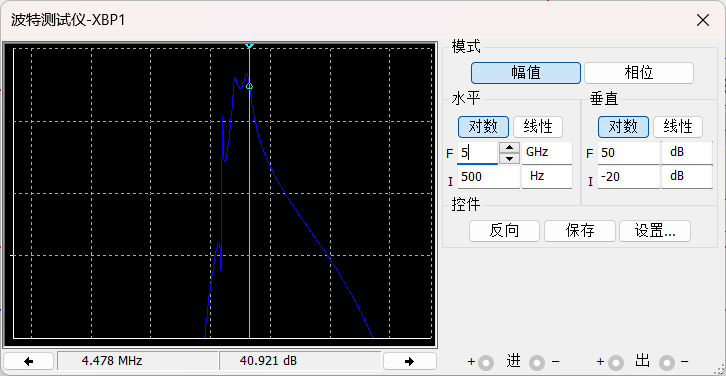 波特测试仪-XBP1
模式
幅值 相位
水平 垂直
对数 线性 对数 线性
F 5 GHz F 50 dB
I 500 Hz I -20 dB
控件
反向 保存 设置...
4.478 MHz 40.921 dB
+ 进 − + 出 −